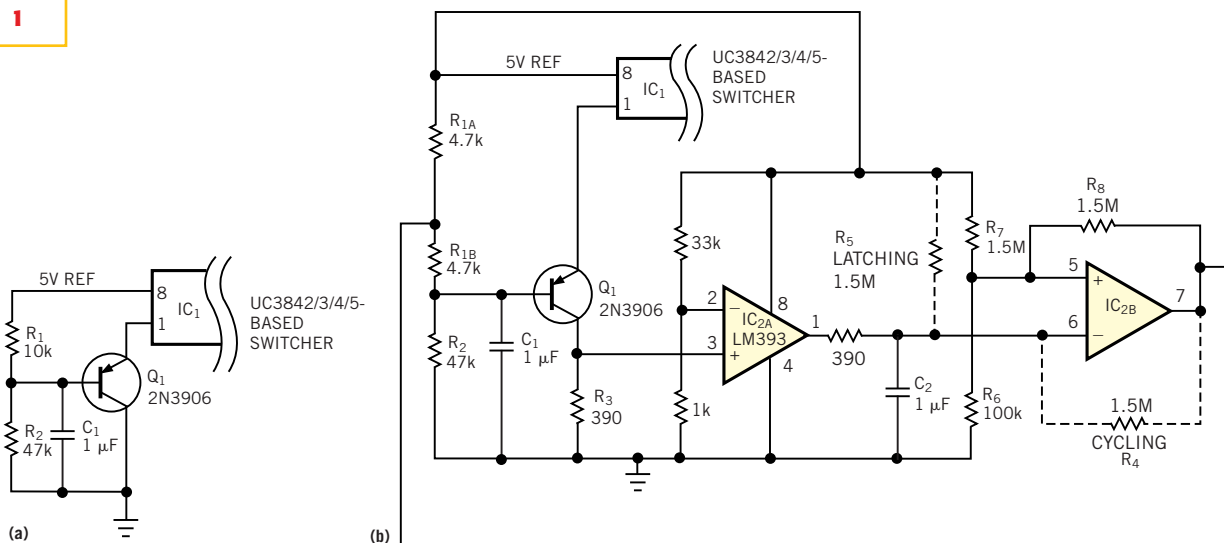 1
5V REF
8
IC1
1
UC3842/3/4/5-
BASED
SWITCHER
R1
10k
Q1
2N3906
R2
47k
C1
1 µF
(a)
5V REF
8
IC1
1
UC3842/3/4/5-
BASED
SWITCHER
R1A
4.7k
R1B
4.7k
Q1
2N3906
R2
47k
C1
1 µF
R3
390
33k
1k
2
3
−
+
IC2A
LM393
8
4
1
390
R5
LATCHING
1.5M
C2
1 µF
R7
1.5M
R6
100k
R8
1.5M
5
6
+
−
IC2B
7
1.5M
CYCLING
R4
(b)